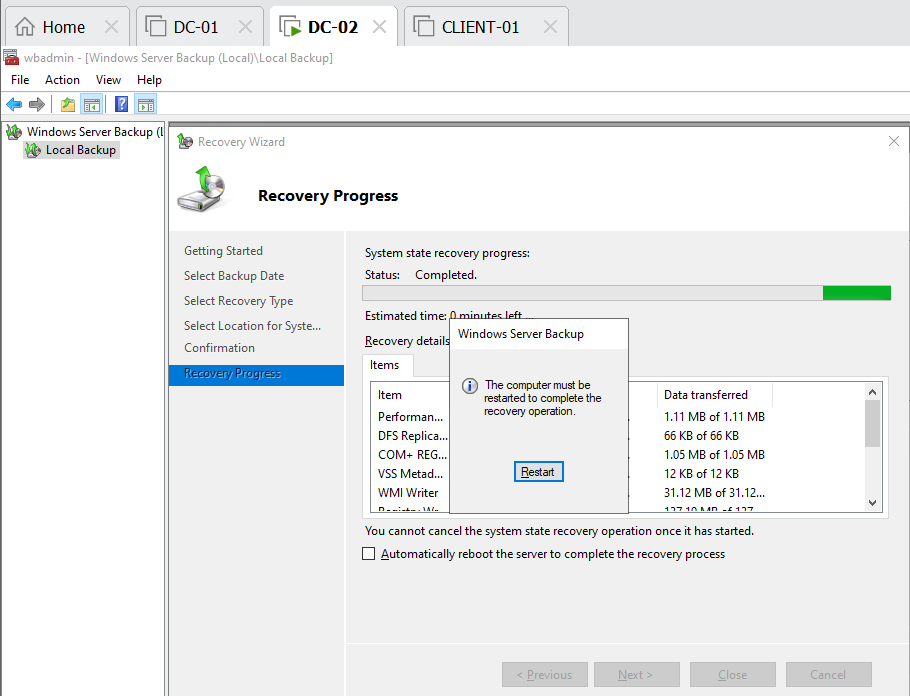 Home
DC-01
DC-02
CLIENT-01
wbadmin - [Windows Server Backup (Local)\Local Backup]
File Action View Help
Windows Server Backup (L
Local Backup
Recovery Wizard
Recovery Progress
Getting Started
Select Backup Date
Select Recovery Type
Select Location for Syste...
Confirmation
Recovery Progress
System state recovery progress:
Status: Completed.
Estimated time: 0 minutes left ...
Recovery details
Items
Item Data transferred
Performan... 1.11 MB of 1.11 MB
DFS Replica... 66 KB of 66 KB
COM+ REG... 1.05 MB of 1.05 MB
VSS Metad... 12 KB of 12 KB
WMI Writer 31.12 MB of 31.12...
Windows Server Backup
The computer must be
restarted to complete the
recovery operation.
Restart
You cannot cancel the system state recovery operation once it has started.
Automatically reboot the server to complete the recovery process
< Previous
Next >
Close
Cancel